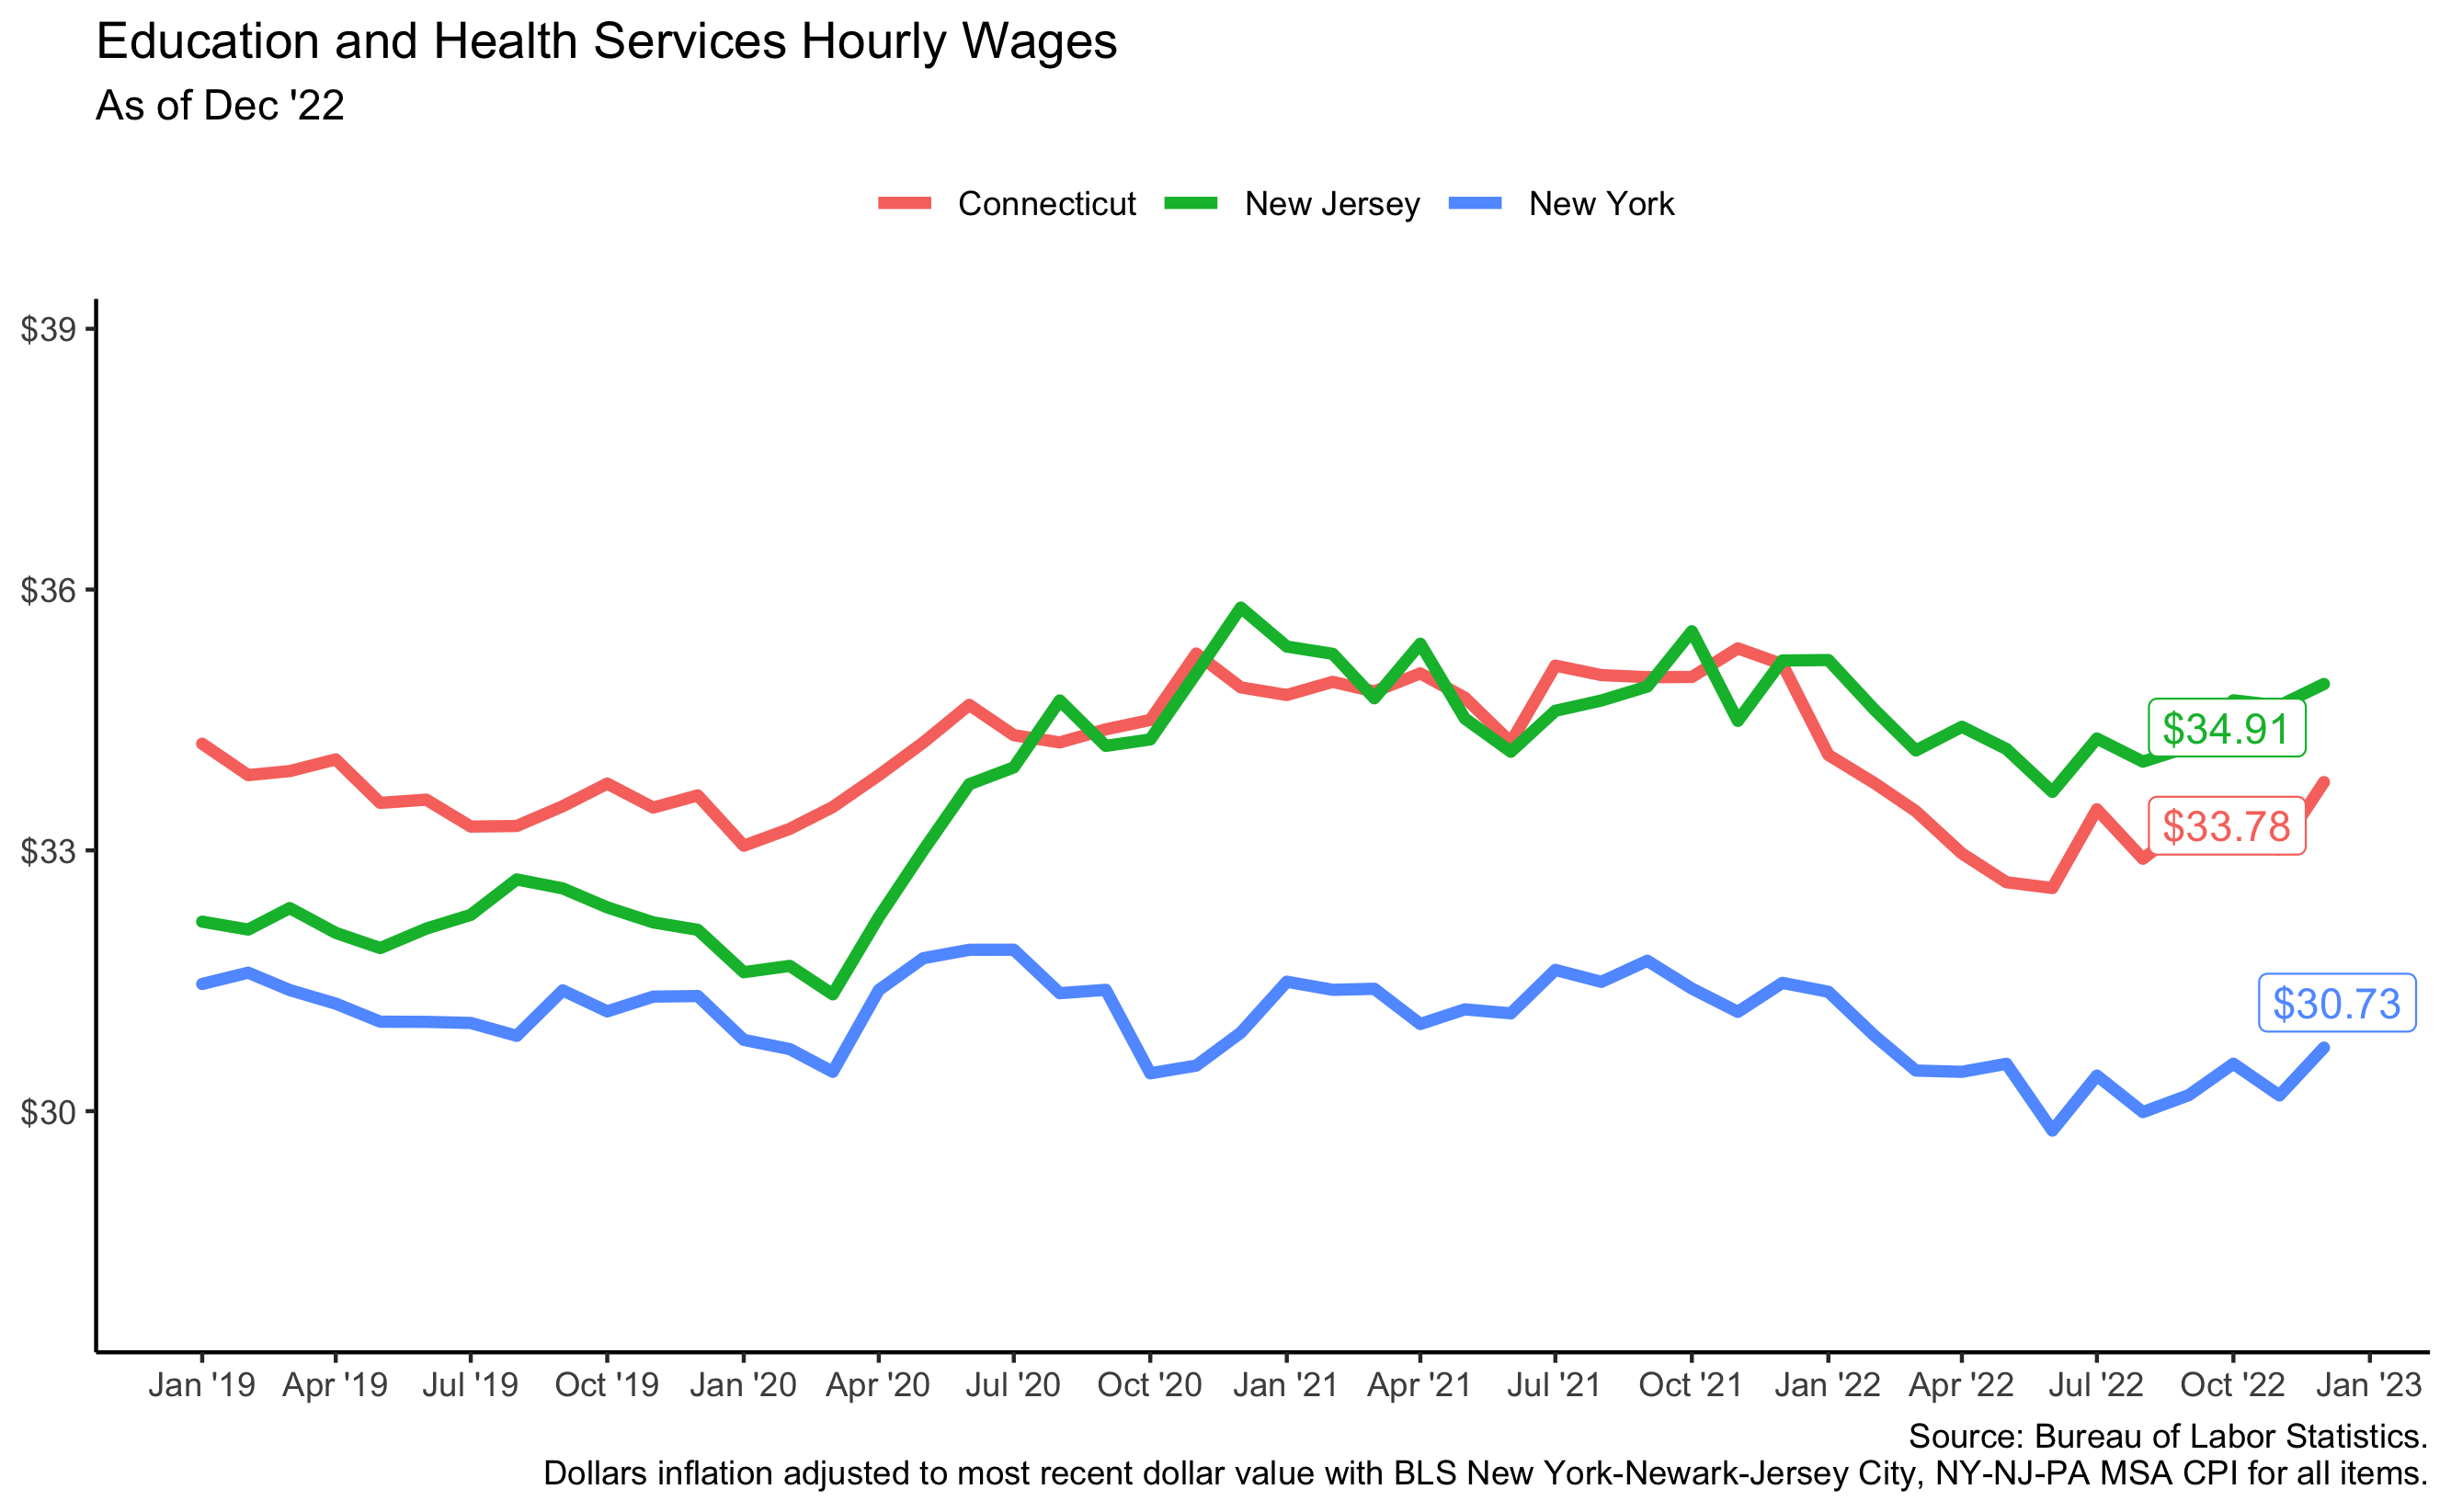 Education and Health Services Hourly Wages
As of Dec '22
Connecticut New Jersey New York
$39
$36
$33
$30
$34.91
$33.78
$30.73
Jan '19 Apr '19 Jul '19 Oct '19 Jan '20 Apr '20 Jul '20 Oct '20 Jan '21 Apr '21 Jul '21 Oct '21 Jan '22 Apr '22 Jul '22 Oct '22 Jan '23
Source: Bureau of Labor Statistics.
Dollars inflation adjusted to most recent dollar value with BLS New York-Newark-Jersey City, NY-NJ-PA MSA CPI for all items.